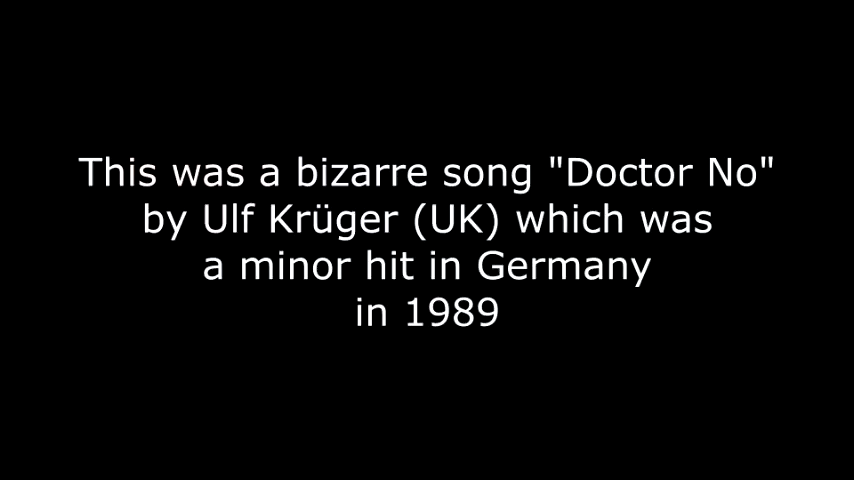 This was a bizarre song "Doctor No"
by Ulf Krüger (UK) which was
a minor hit in Germany
in 1989